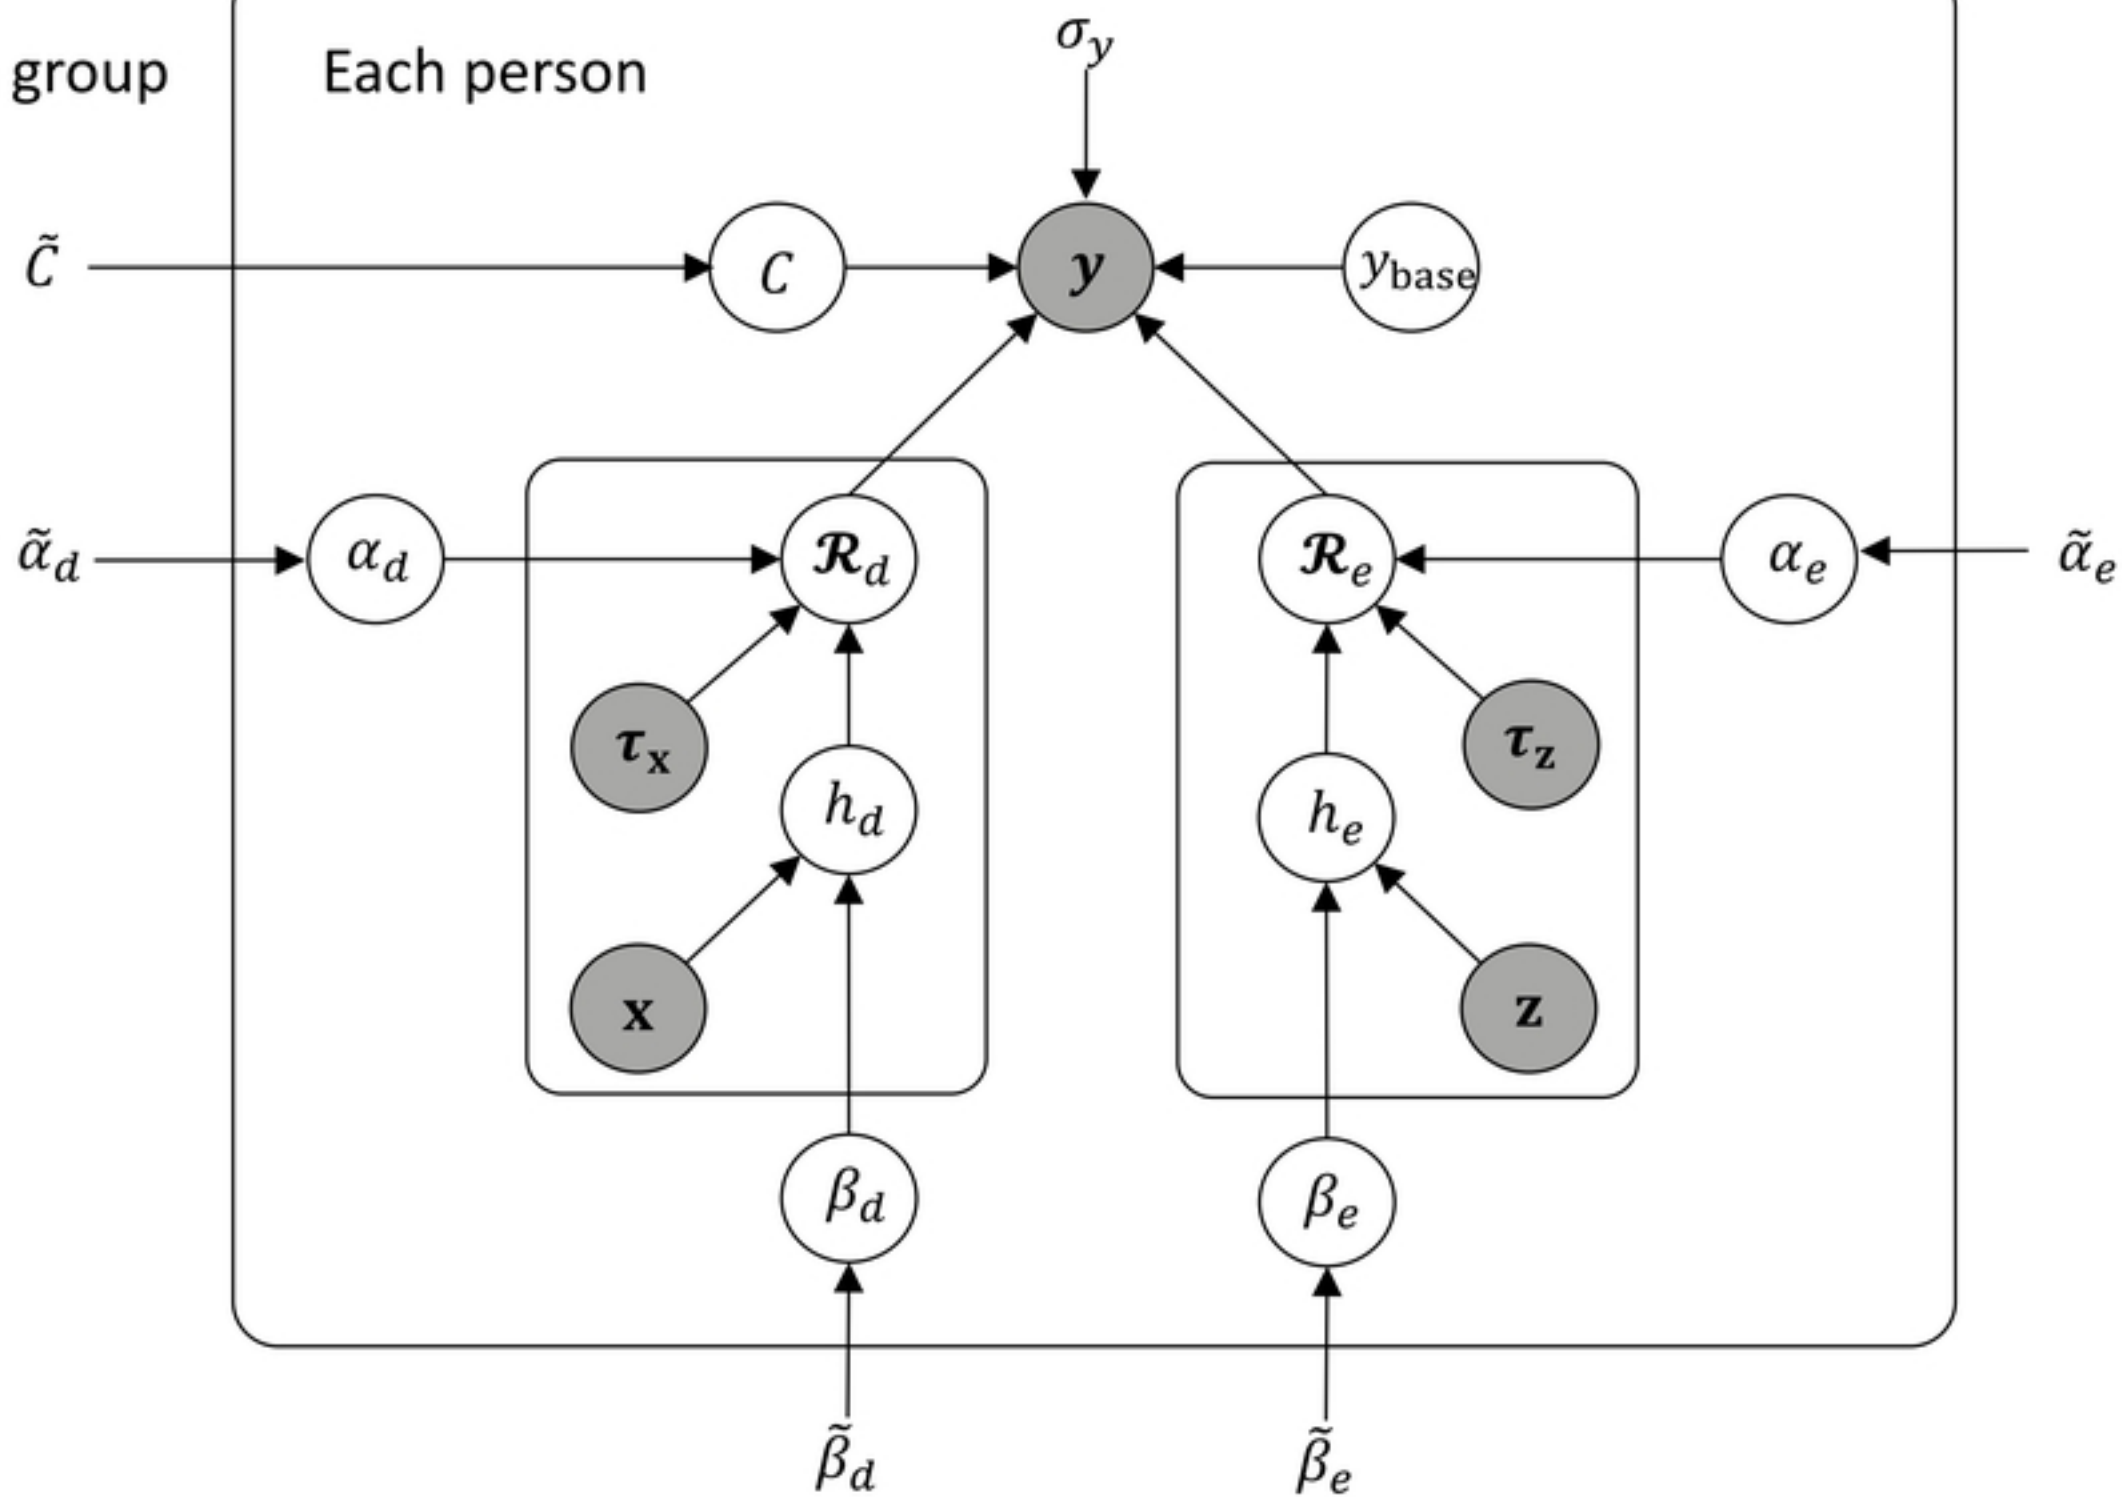 σ_y
group Each person
C̃ C y y_base
α̃_d α_d 𝓡_d 𝓡_e α_e α̃_e
τ_x τ_z
h_d h_e
x z
β_d β_e
β̃_d β̃_e